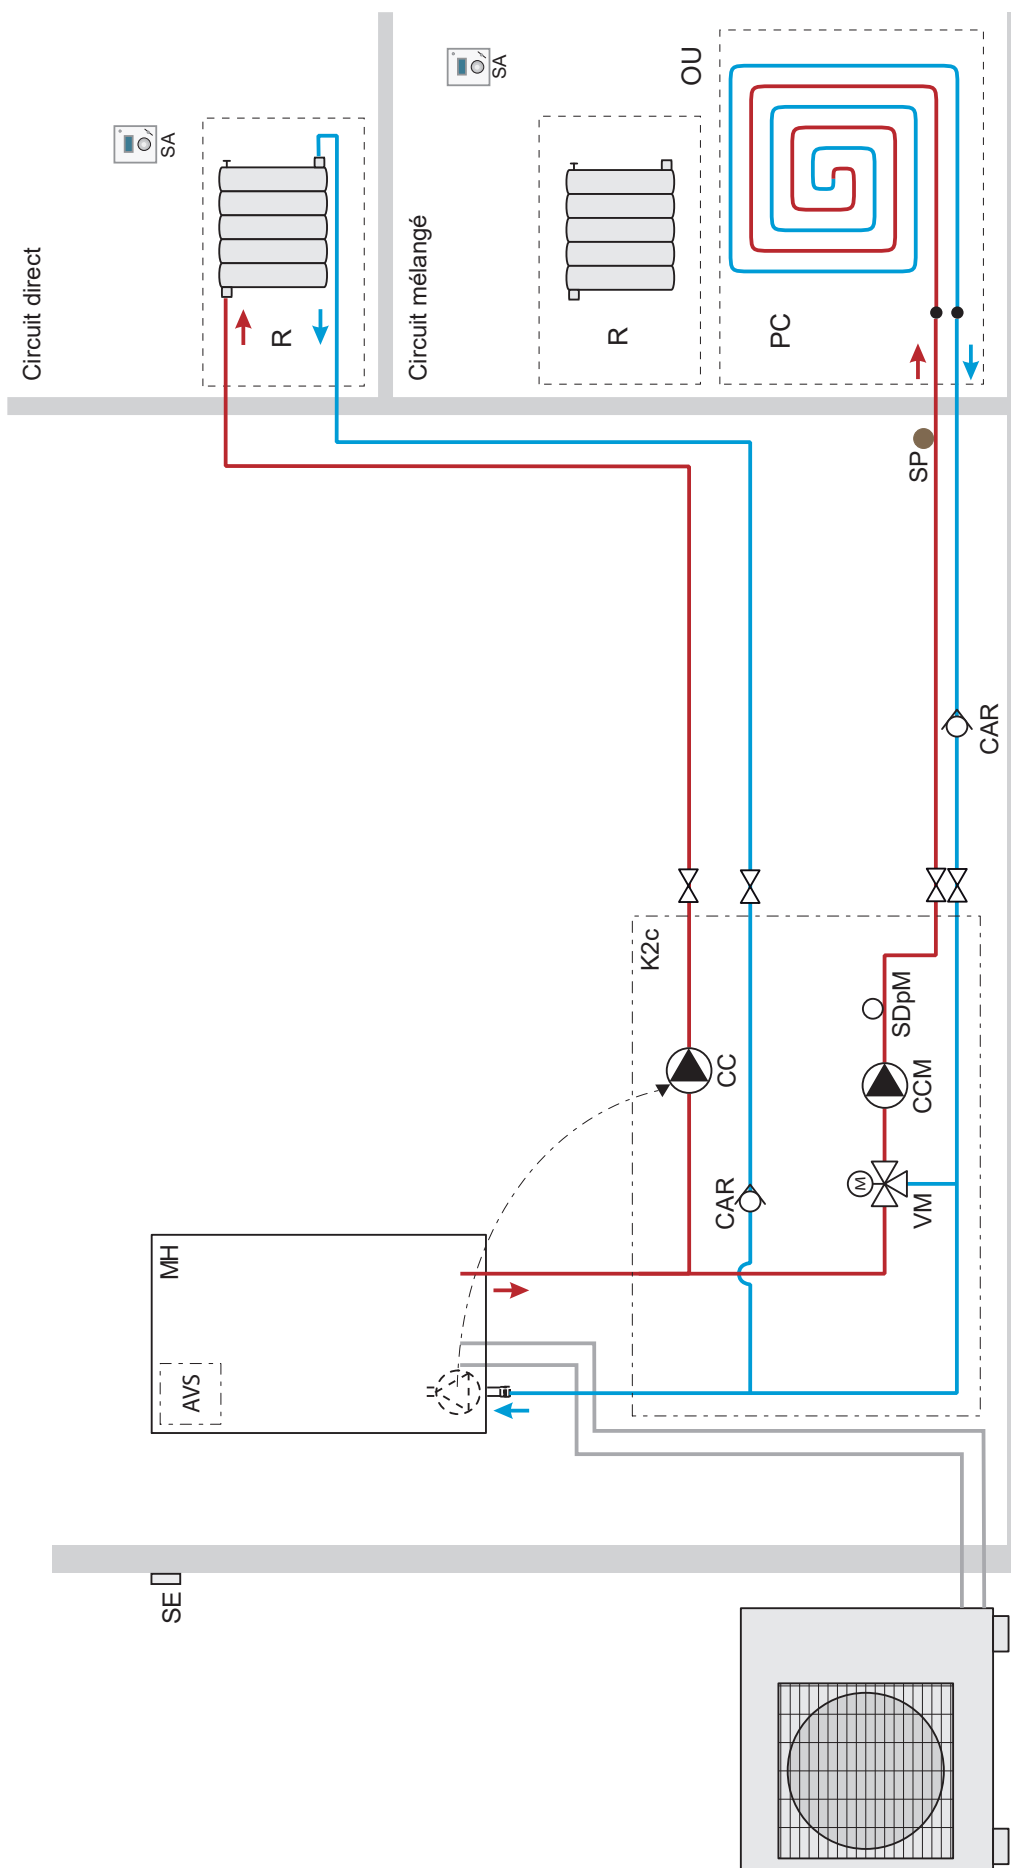 Circuit direct
SA
R
Circuit mélangé
SA
R
OU
PC
SP
CAR
K2c
CC
SDpM
CCM
CAR
M
VM
MH
AVS
SE